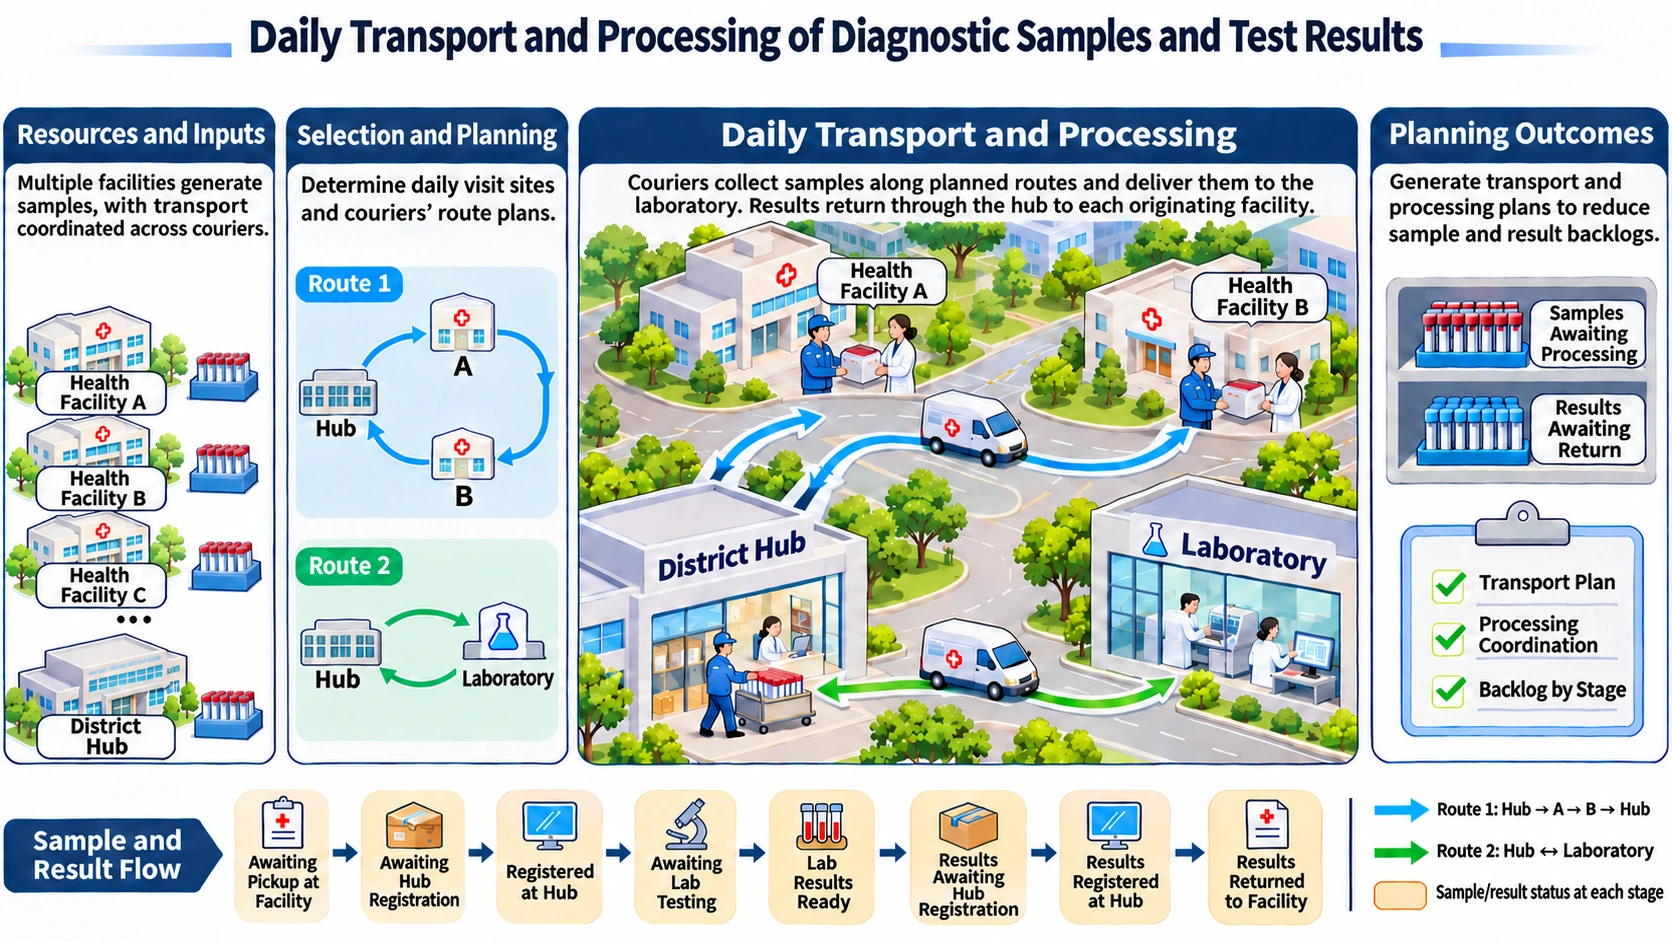 Daily Transport and Processing of Diagnostic Samples and Test Results
Resources and Inputs
Multiple facilities generate
samples, with transport
coordinated across couriers.
Health
Facility A
Health
Facility B
Health
Facility C
•••
District
Hub
Selection and Planning
Determine daily visit sites
and couriers’ route plans.
Route 1
Hub
A
B
Route 2
Hub
Laboratory
Daily Transport and Processing
Couriers collect samples along planned routes and deliver them to the
laboratory. Results return through the hub to each originating facility.
Health
Facility A
Health
Facility B
District Hub
Laboratory
Planning Outcomes
Generate transport and
processing plans to reduce
sample and result backlogs.
Samples
Awaiting
Processing
Results
Awaiting
Return
Transport Plan
Processing
Coordination
Backlog by Stage
Sample and
Result Flow
Awaiting
Pickup at
Facility
Awaiting
Hub
Registration
Registered
at Hub
Awaiting
Lab
Testing
Lab
Results
Ready
Results
Awaiting
Hub
Registration
Results
Registered
at Hub
Results
Returned
to Facility
Route 1: Hub → A → B → Hub
Route 2: Hub ↔ Laboratory
Sample/result status at each stage